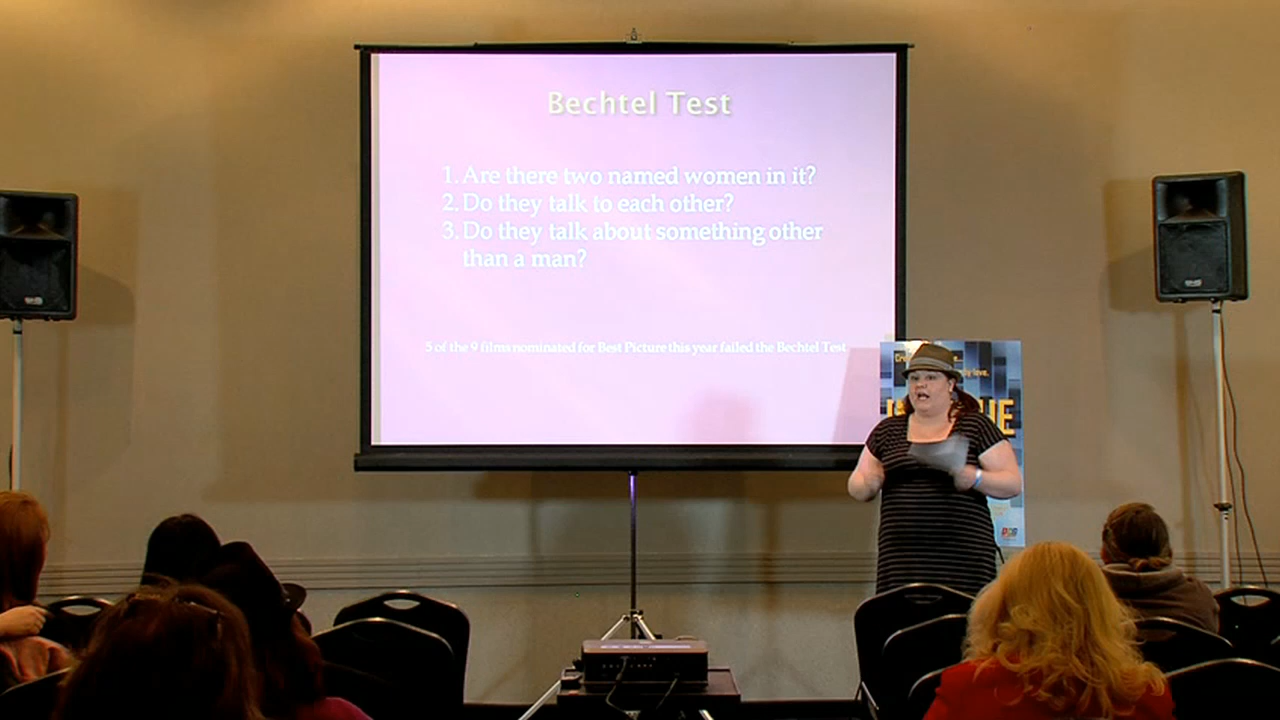 Bechtel Test
1. Are there two named women in it?
2. Do they talk to each other?
3. Do they talk about something other
than a man?
5 of the 9 films nominated for Best Picture this year failed the Bechtel Test
love.